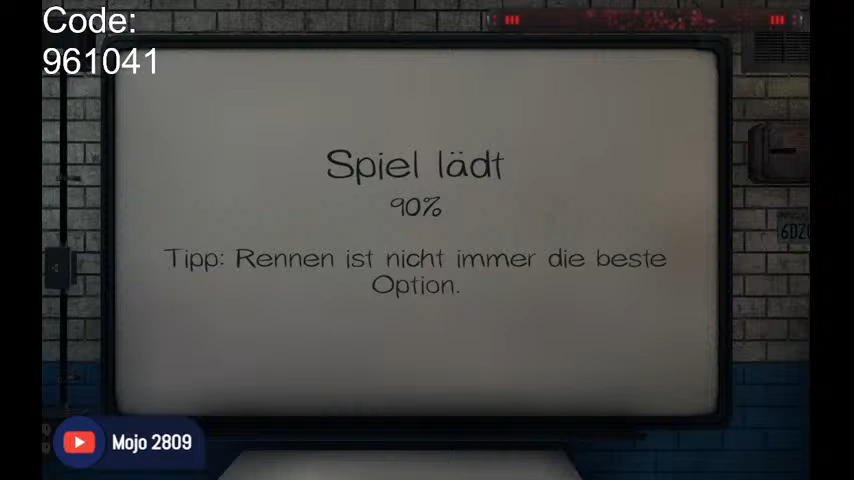 Code:
961041
Spiel lädt
90%
Tipp: Rennen ist nicht immer die beste
Option.
Mojo 2809